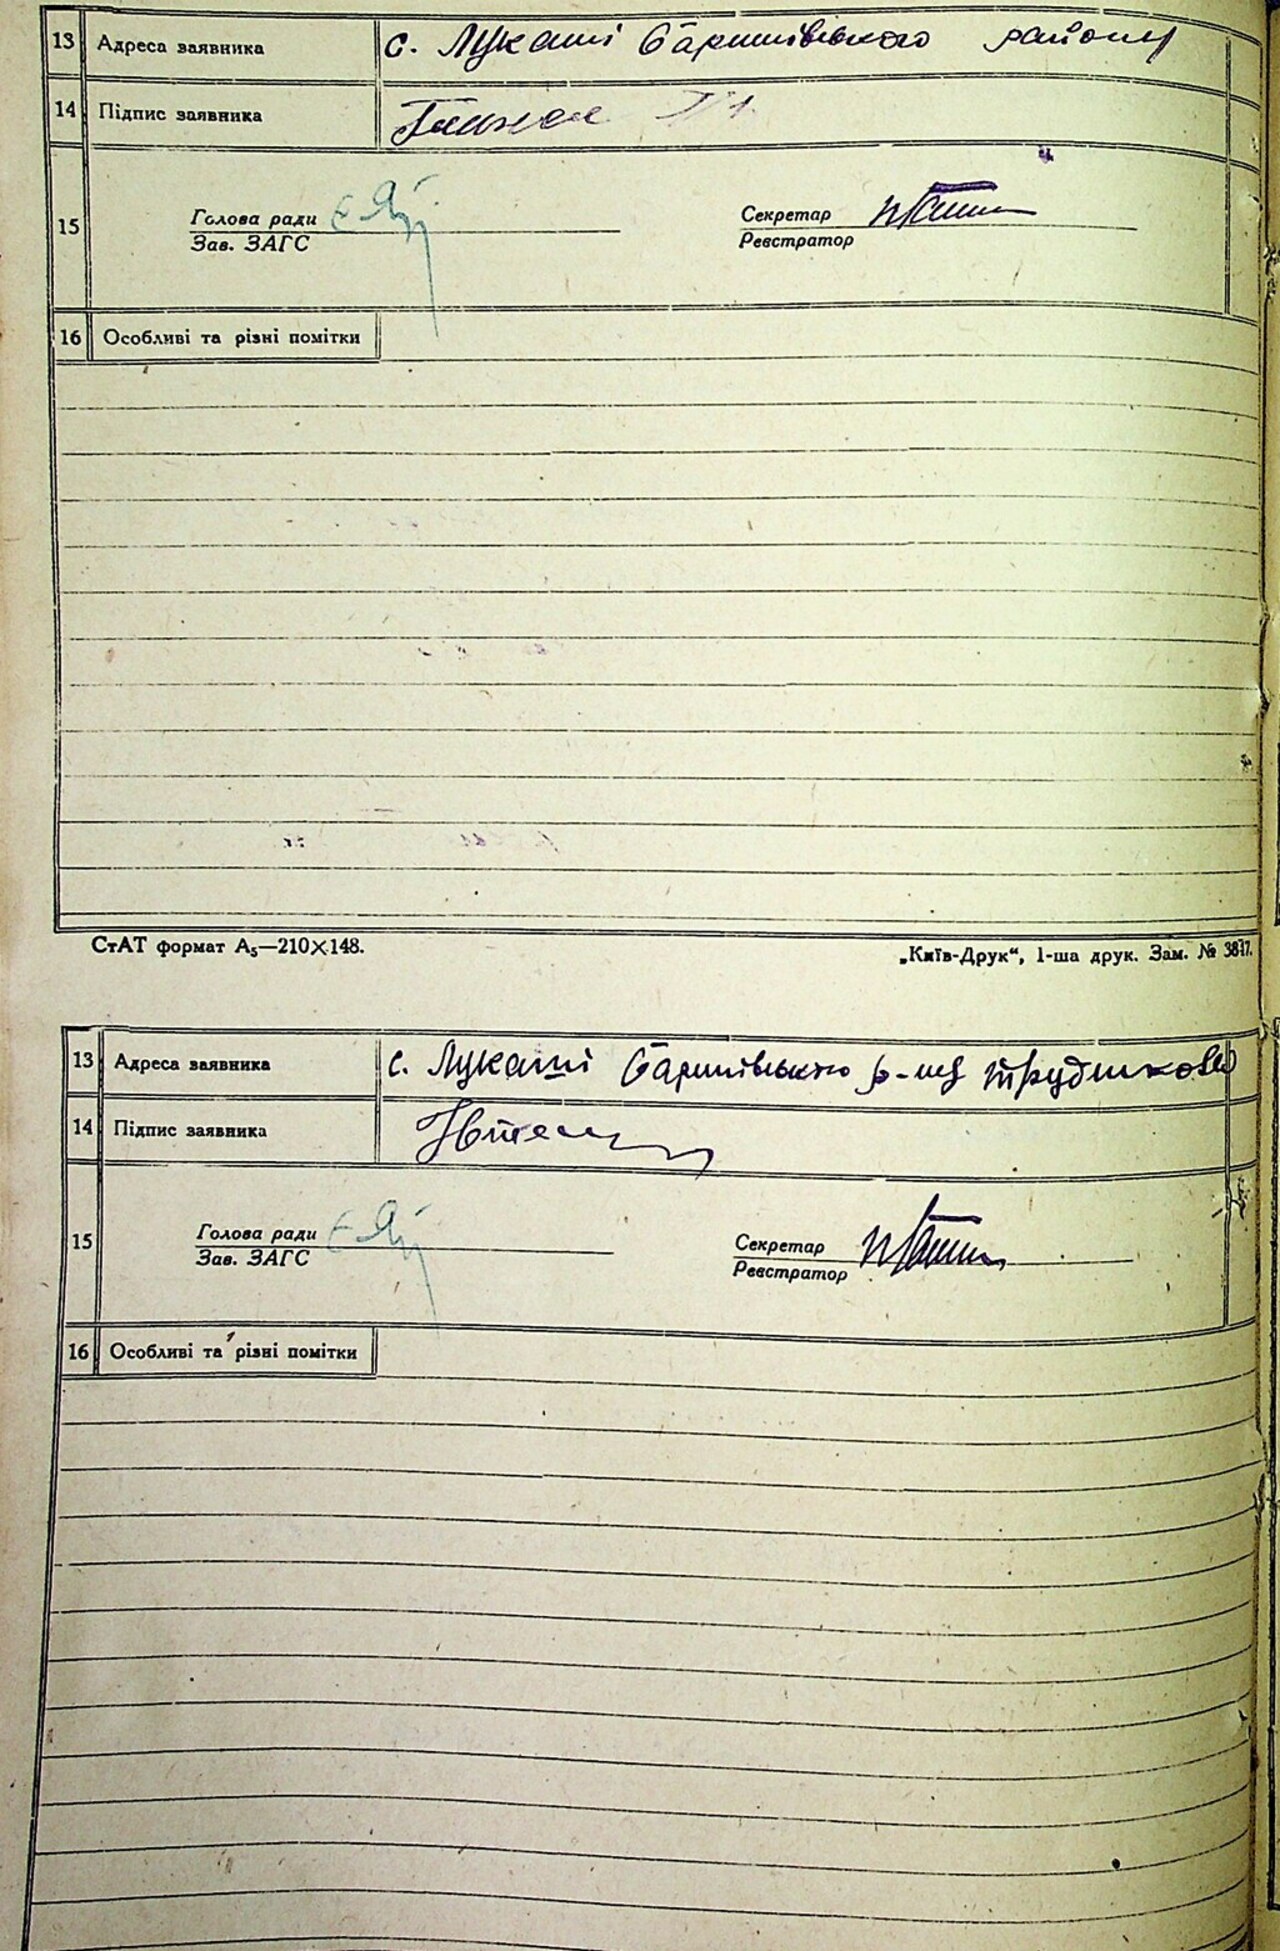 13 Адреса заявника с. Лукаші Баришівського району
14 Підпис заявника
15
Голова ради
Зав. ЗАГС
Секретар
Реєстратор
16 Особливі та різні помітки
СтАТ формат А5—210×148.
„Київ-Друк“, 1-ша друк. Зам. № 3847.
13 Адреса заявника с. Лукаші Баришівського р-ну
14 Підпис заявника
15
Голова ради
Зав. ЗАГС
Секретар
Реєстратор
16 Особливі та різні помітки